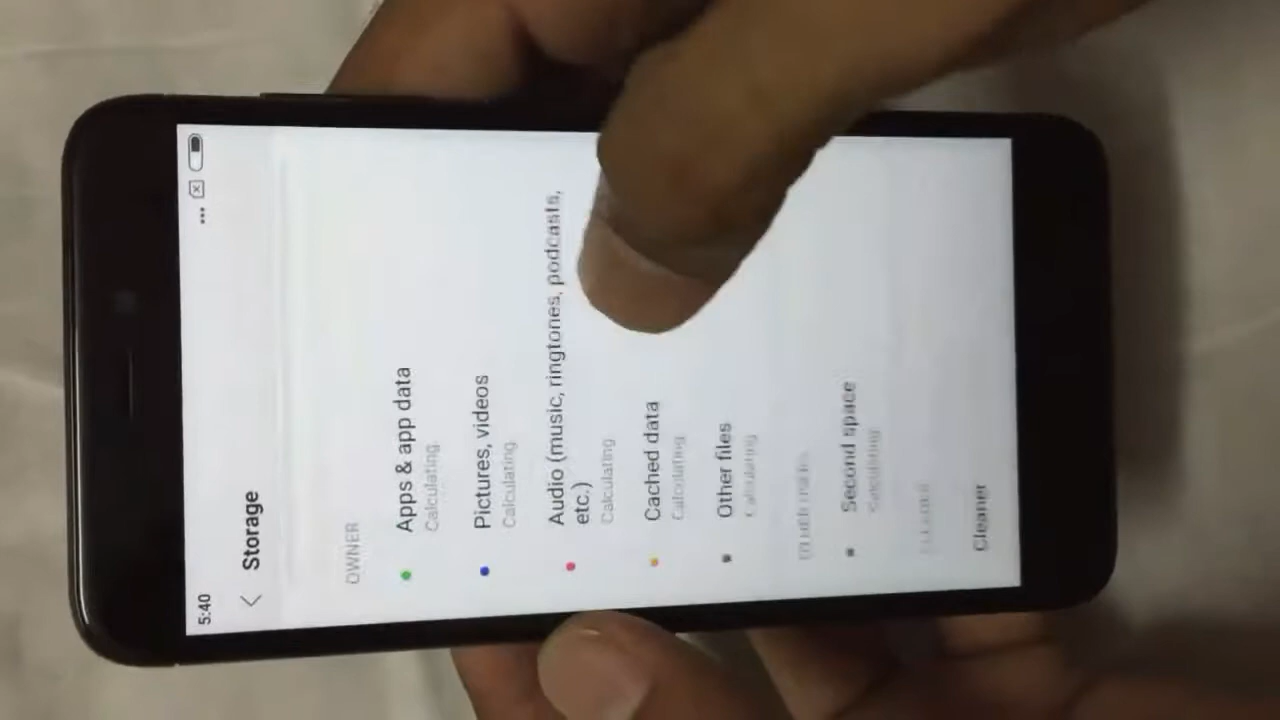 5:40
Storage
OWNER
Apps & app data
Calculating
Pictures, videos
Calculating
Audio (music, ringtones, podcasts,
etc.)
Calculating
Cached data
Calculating
Other files
Calculating
Second space
Calculating
Cleaner